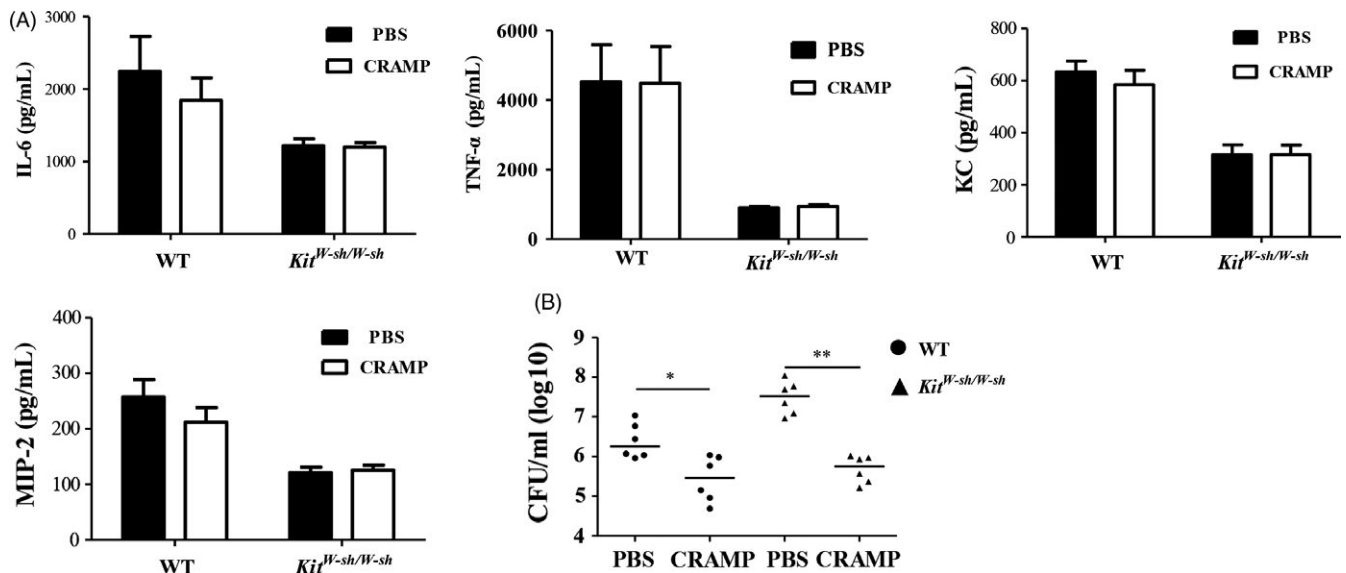 (A)
IL-6 (pg/mL)
3000
2000
1000
0
PBS
CRAMP
WT
Kit^W-sh/W-sh
TNF-α (pg/mL)
6000
4000
2000
0
PBS
CRAMP
WT
Kit^W-sh/W-sh
KC (pg/mL)
800
600
400
200
0
PBS
CRAMP
WT
Kit^W-sh/W-sh
MIP-2 (pg/mL)
400
300
200
100
0
PBS
CRAMP
WT
Kit^W-sh/W-sh
(B)
CFU/ml (log10)
9
8
7
6
5
4
*
**
WT
Kit^W-sh/W-sh
PBS CRAMP PBS CRAMP